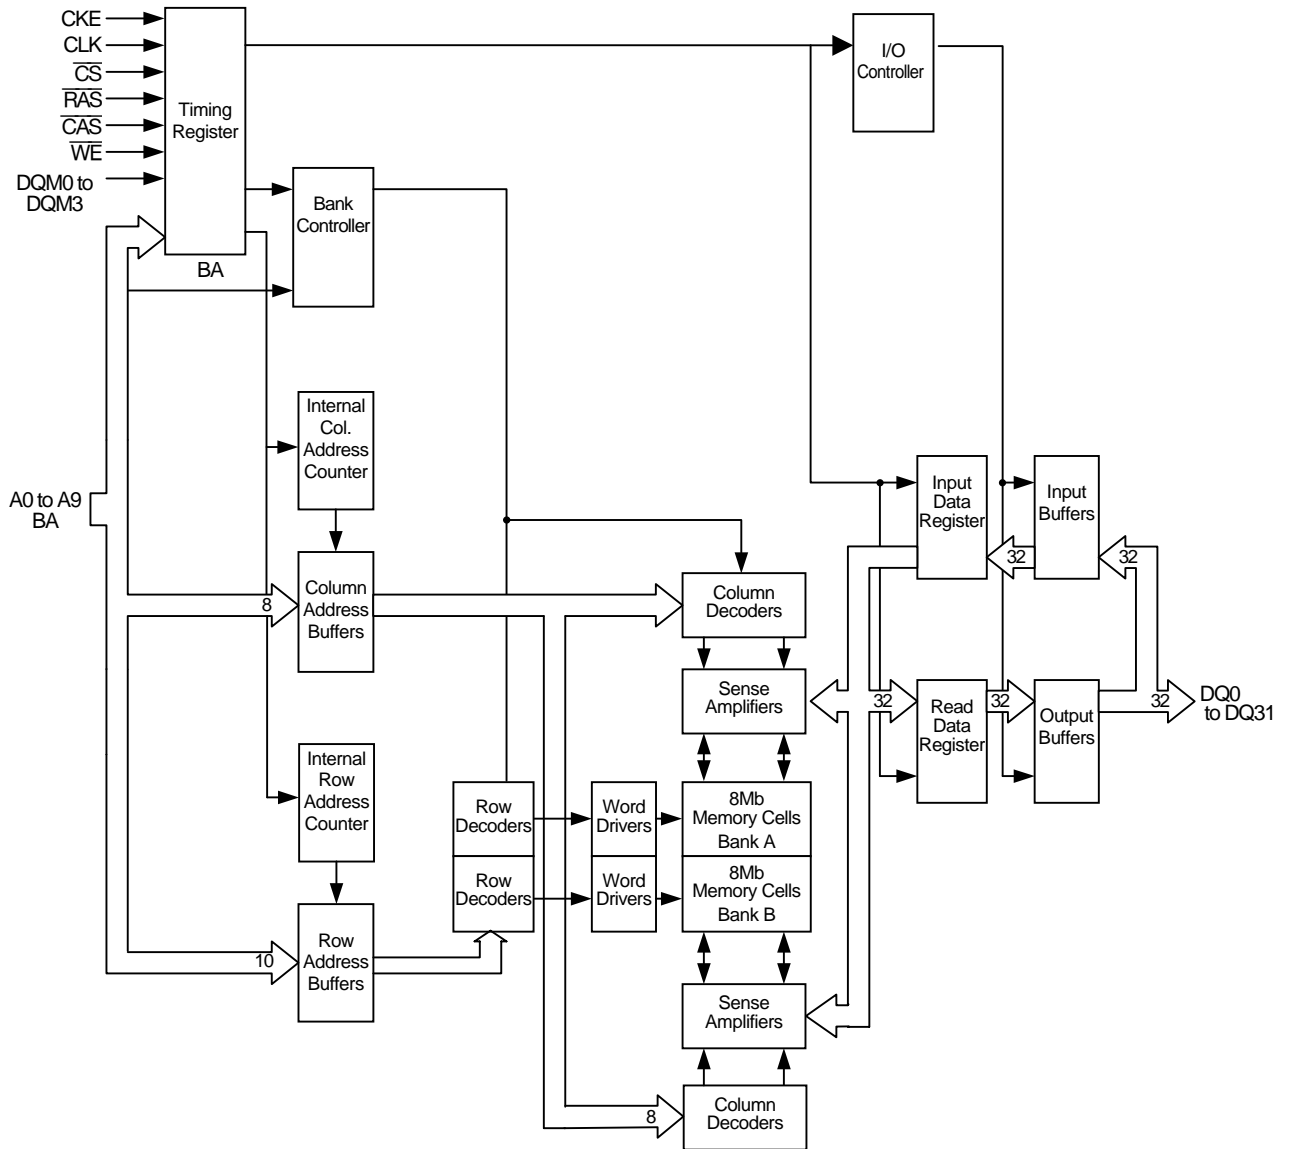 CKE
CLK
CS
RAS
CAS
WE
DQM0 to
DQM3
Timing
Register
BA
I/O
Controller
Bank
Controller
Internal
Col.
Address
Counter
A0 to A9
BA
8
Column
Address
Buffers
Internal
Row
Address
Counter
10
Row
Address
Buffers
Row
Decoders
Row
Decoders
Word
Drivers
Word
Drivers
Column
Decoders
Sense
Amplifiers
8Mb
Memory Cells
Bank A
8Mb
Memory Cells
Bank B
Sense
Amplifiers
8
Column
Decoders
Input
Data
Register
32
Input
Buffers
32
32
Read
Data
Register
32
Output
Buffers
32
DQ0
to DQ31